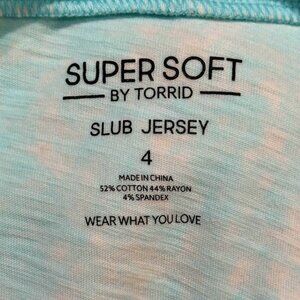 SUPER SOFT
BY TORRID
SLUB JERSEY
4
MADE IN CHINA
52% COTTON 44% RAYON
4% SPANDEX
WEAR WHAT YOU LOVE